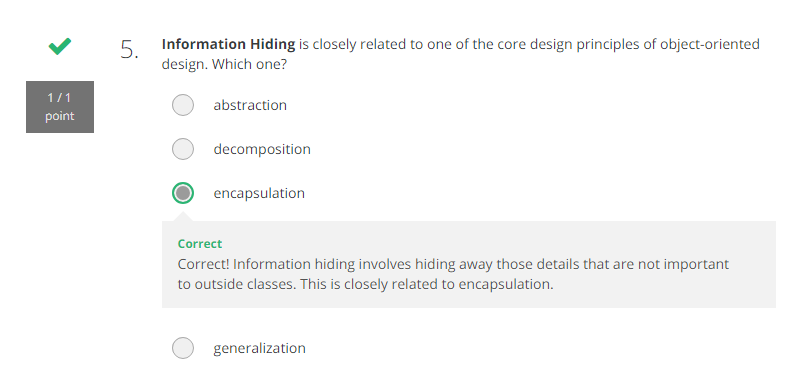 5. Information Hiding is closely related to one of the core design principles of object-oriented
design. Which one?
1 / 1
point
abstraction
decomposition
encapsulation
Correct
Correct! Information hiding involves hiding away those details that are not important
to outside classes. This is closely related to encapsulation.
generalization